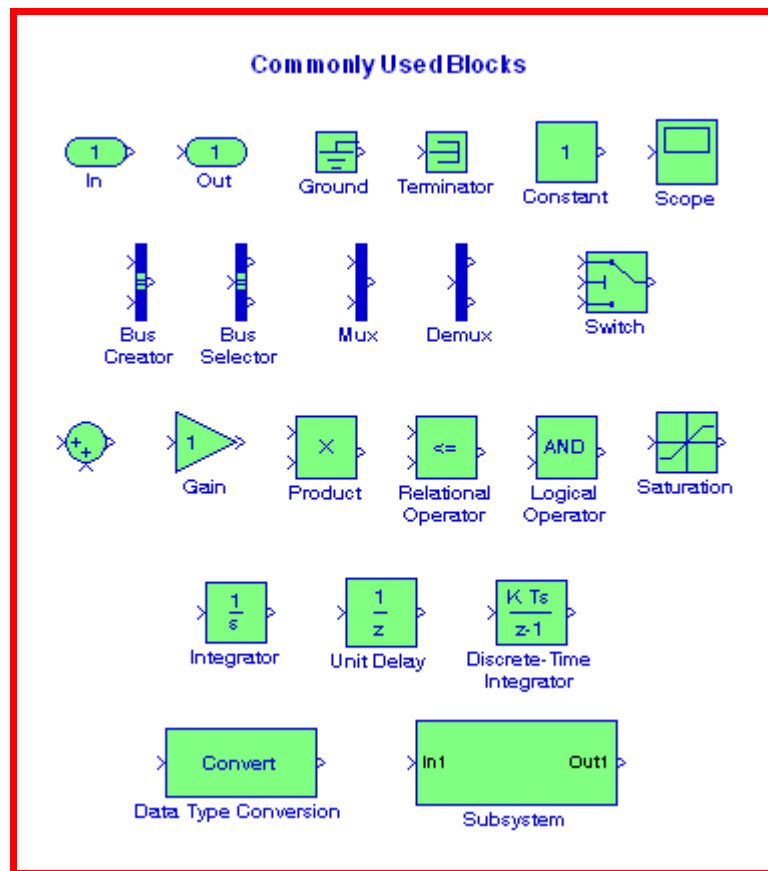 Commonly Used Blocks
1
1
1
In
Out
Ground
Terminator
Constant
Scope
Bus
Creator
Bus
Selector
Mux
Demux
Switch
+
+
1
×
<=
AND
Gain
Product
Relational
Operator
Logical
Operator
Saturation
1
s
1
z
K Ts
z-1
Integrator
Unit Delay
Discrete-Time
Integrator
Convert
In1
Out1
Data Type Conversion
Subsystem